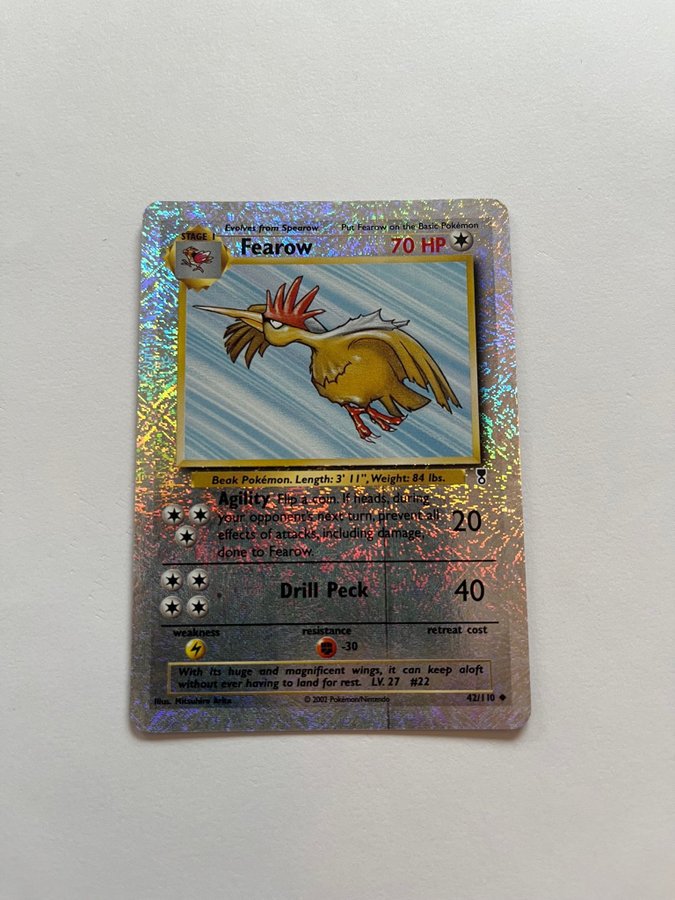 Evolves from Spearow Put Fearow on the Basic Pokémon
STAGE 1
Fearow 70 HP
Beak Pokémon. Length: 3' 11", Weight: 84 lbs.
Agility Flip a coin. If heads, during
your opponent's next turn, prevent all
effects of attacks, including damage,
done to Fearow.
20
Drill Peck 40
weakness resistance retreat cost
-30
With its huge and magnificent wings, it can keep aloft
without ever having to land for rest. LV. 27 #22
Illus. Mitsuhiro Arita © 2002 Pokémon/Nintendo 42/110